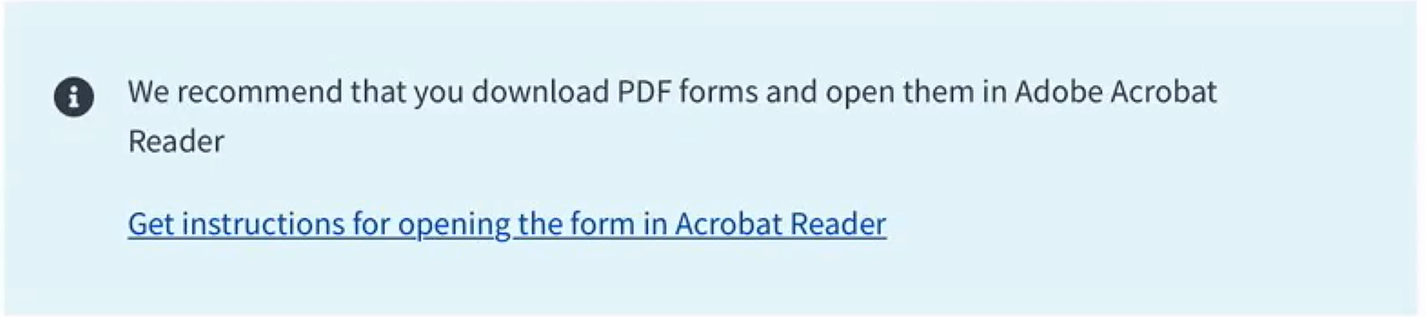 We recommend that you download PDF forms and open them in Adobe Acrobat
Reader
Get instructions for opening the form in Acrobat Reader